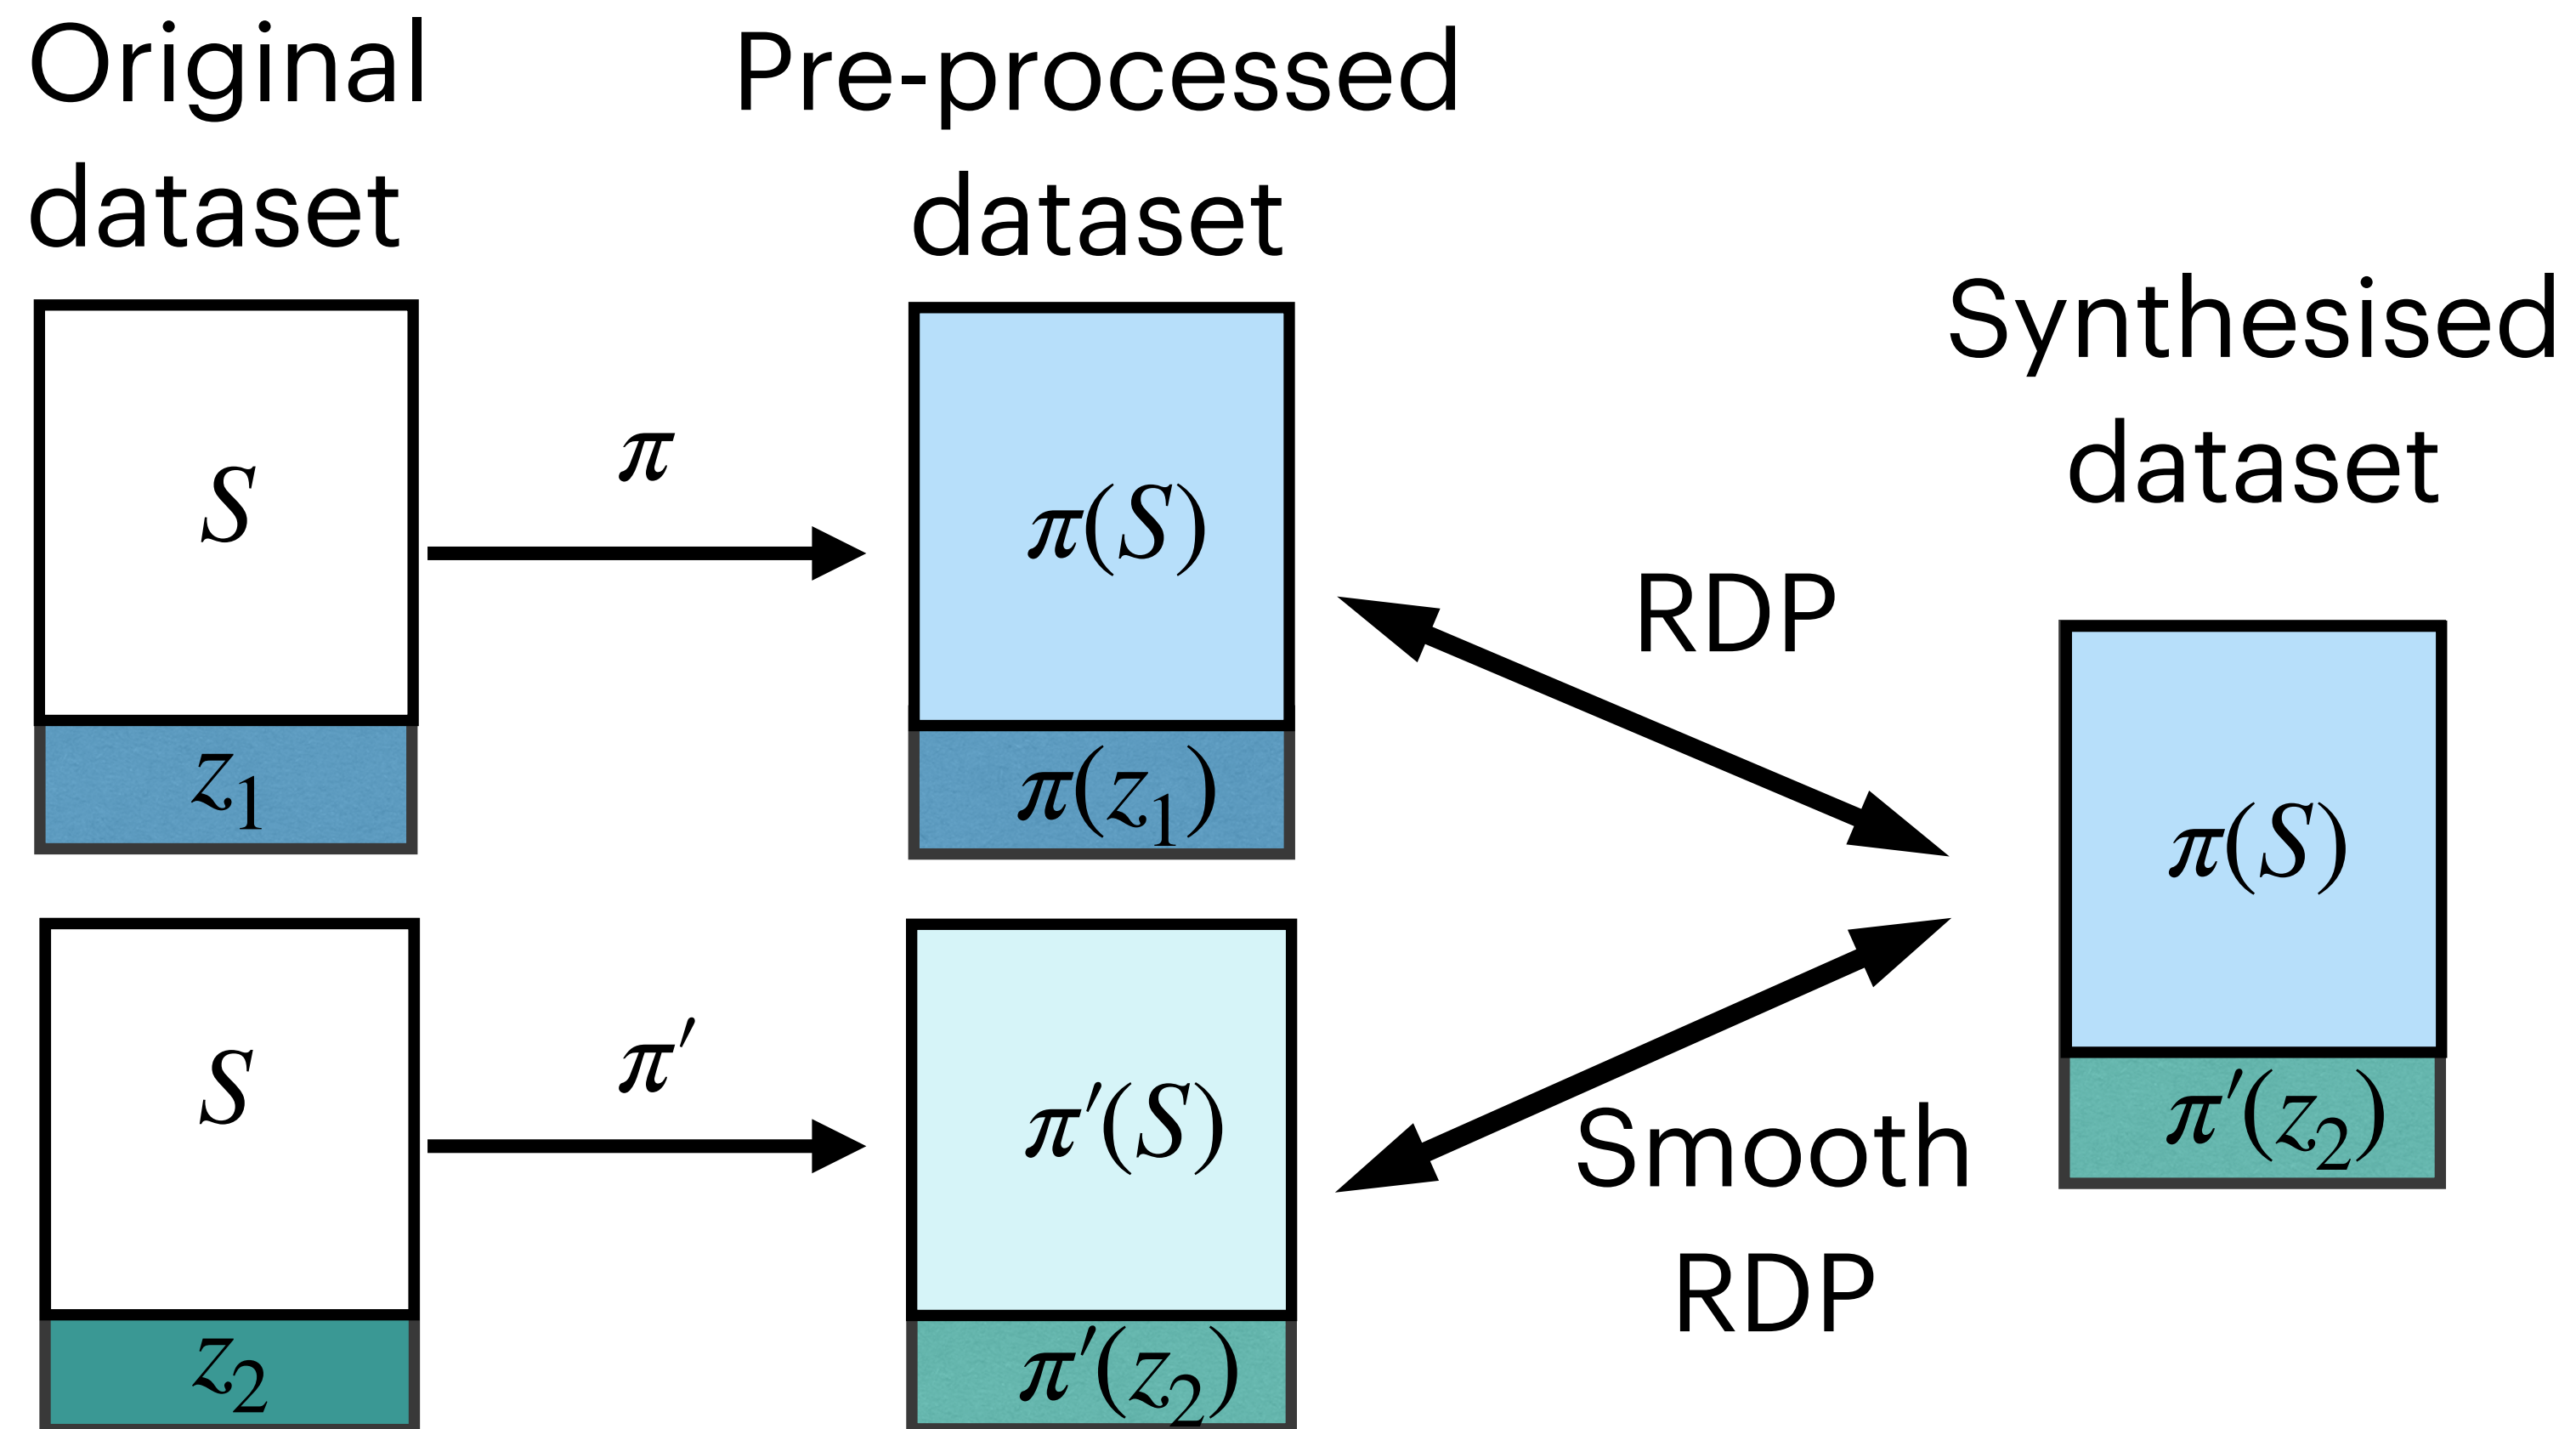 Original
dataset
Pre-processed
dataset
Synthesised
dataset
S
z₁
π
π(S)
π(z₁)
RDP
π(S)
π′(z₂)
S
z₂
π′
π′(S)
π′(z₂)
Smooth
RDP